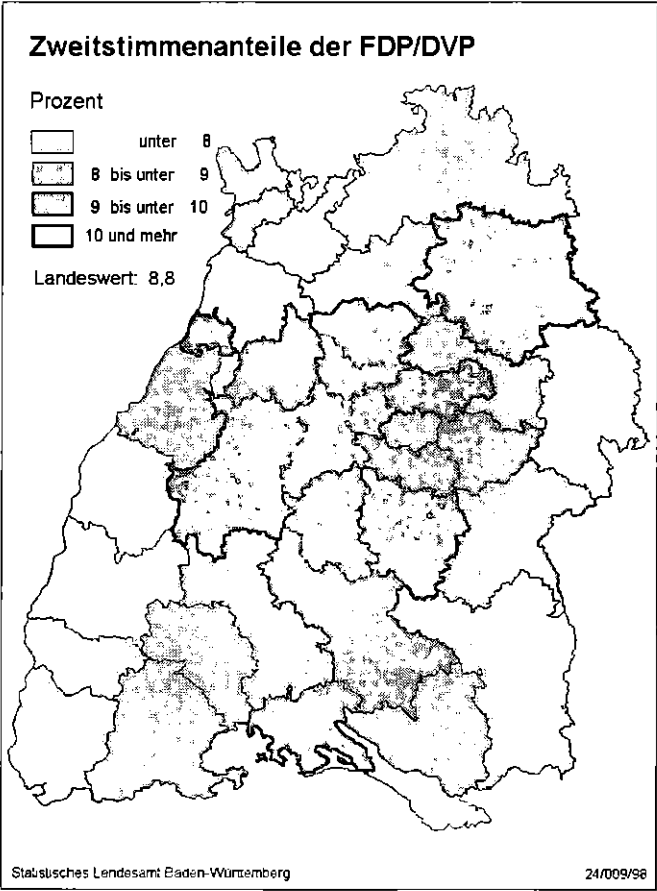 Zweitstimmenanteile der FDP/DVP
Prozent
unter 8
8 bis unter 9
9 bis unter 10
10 und mehr
Landeswert: 8,8
Statistisches Landesamt Baden-Württemberg 24/009/98